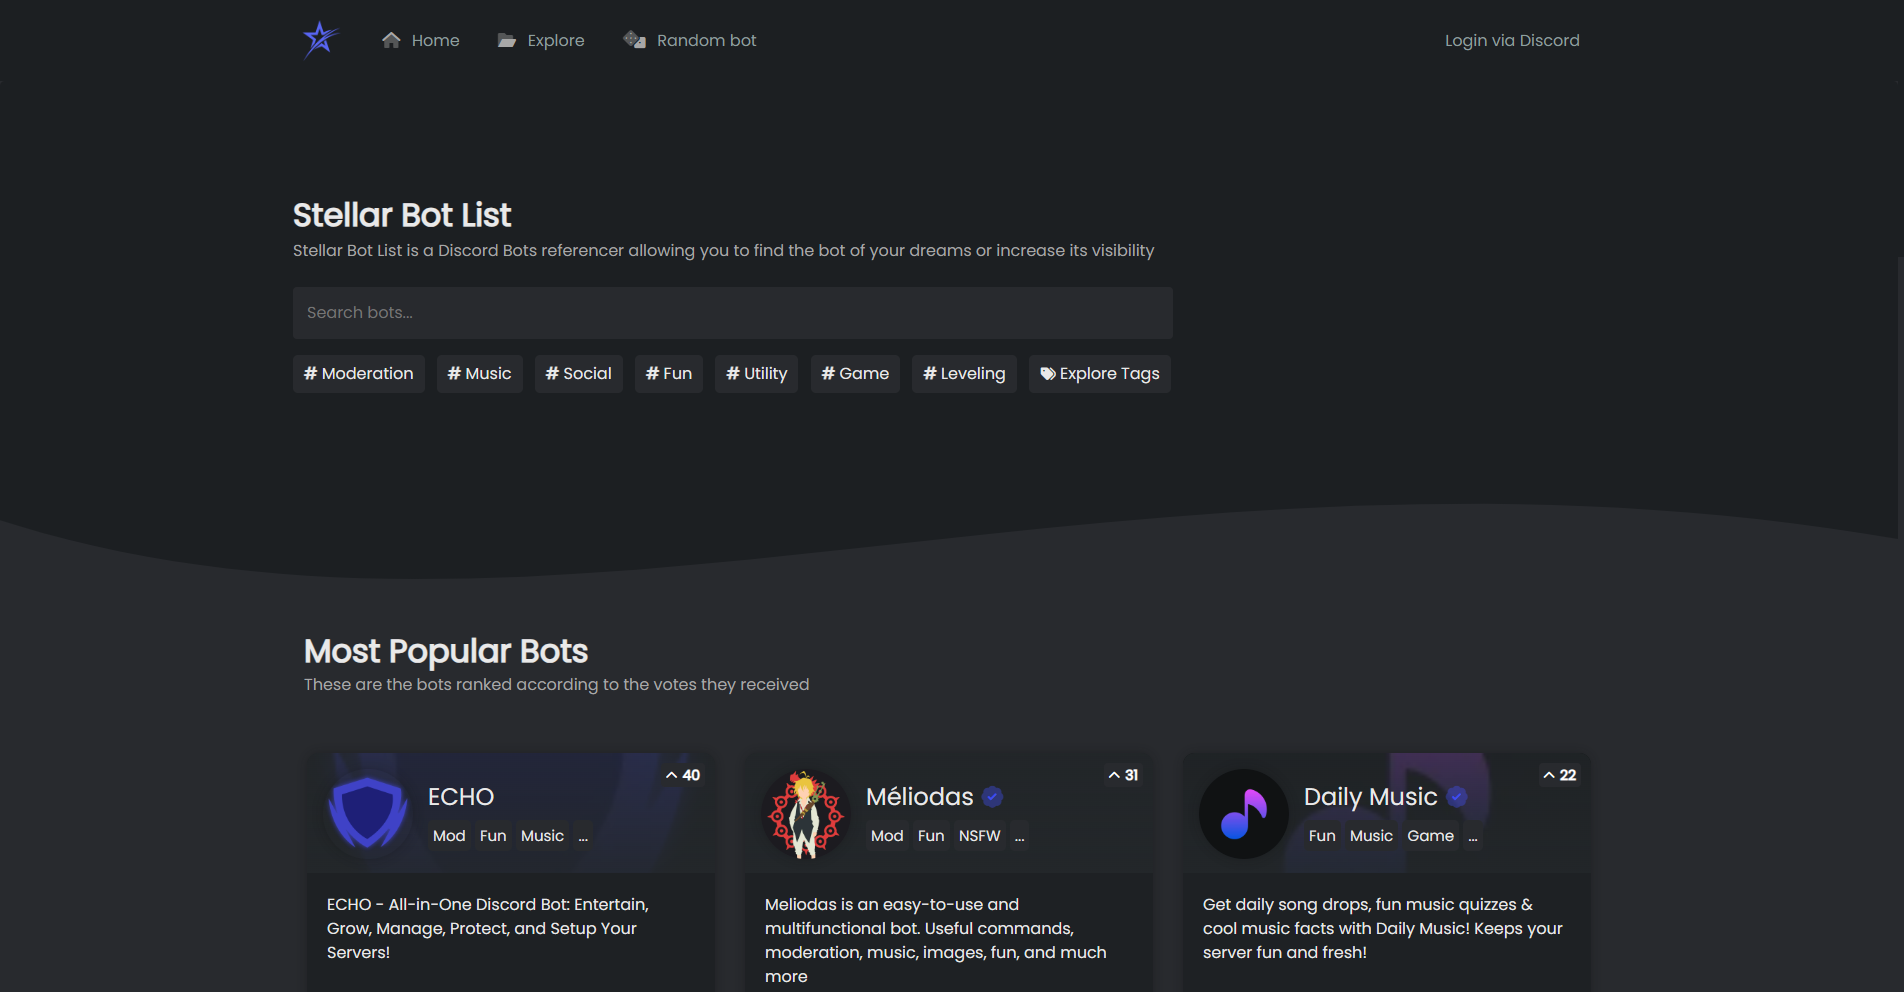 Home
Explore
Random bot
Login via Discord
Stellar Bot List
Stellar Bot List is a Discord Bots referencer allowing you to find the bot of your dreams or increase its visibility
Search bots...
# Moderation
# Music
# Social
# Fun
# Utility
# Game
# Leveling
Explore Tags
Most Popular Bots
These are the bots ranked according to the votes they received
40
ECHO
Mod Fun Music ...
ECHO - All-in-One Discord Bot: Entertain,
Grow, Manage, Protect, and Setup Your
Servers!
31
Méliodas
Mod Fun NSFW ...
Meliodas is an easy-to-use and
multifunctional bot. Useful commands,
moderation, music, images, fun, and much
more
22
Daily Music
Fun Music Game ...
Get daily song drops, fun music quizzes &
cool music facts with Daily Music! Keeps your
server fun and fresh!